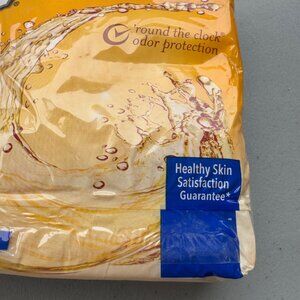 'round the clock
odor protection
Healthy Skin
Satisfaction
Guarantee*